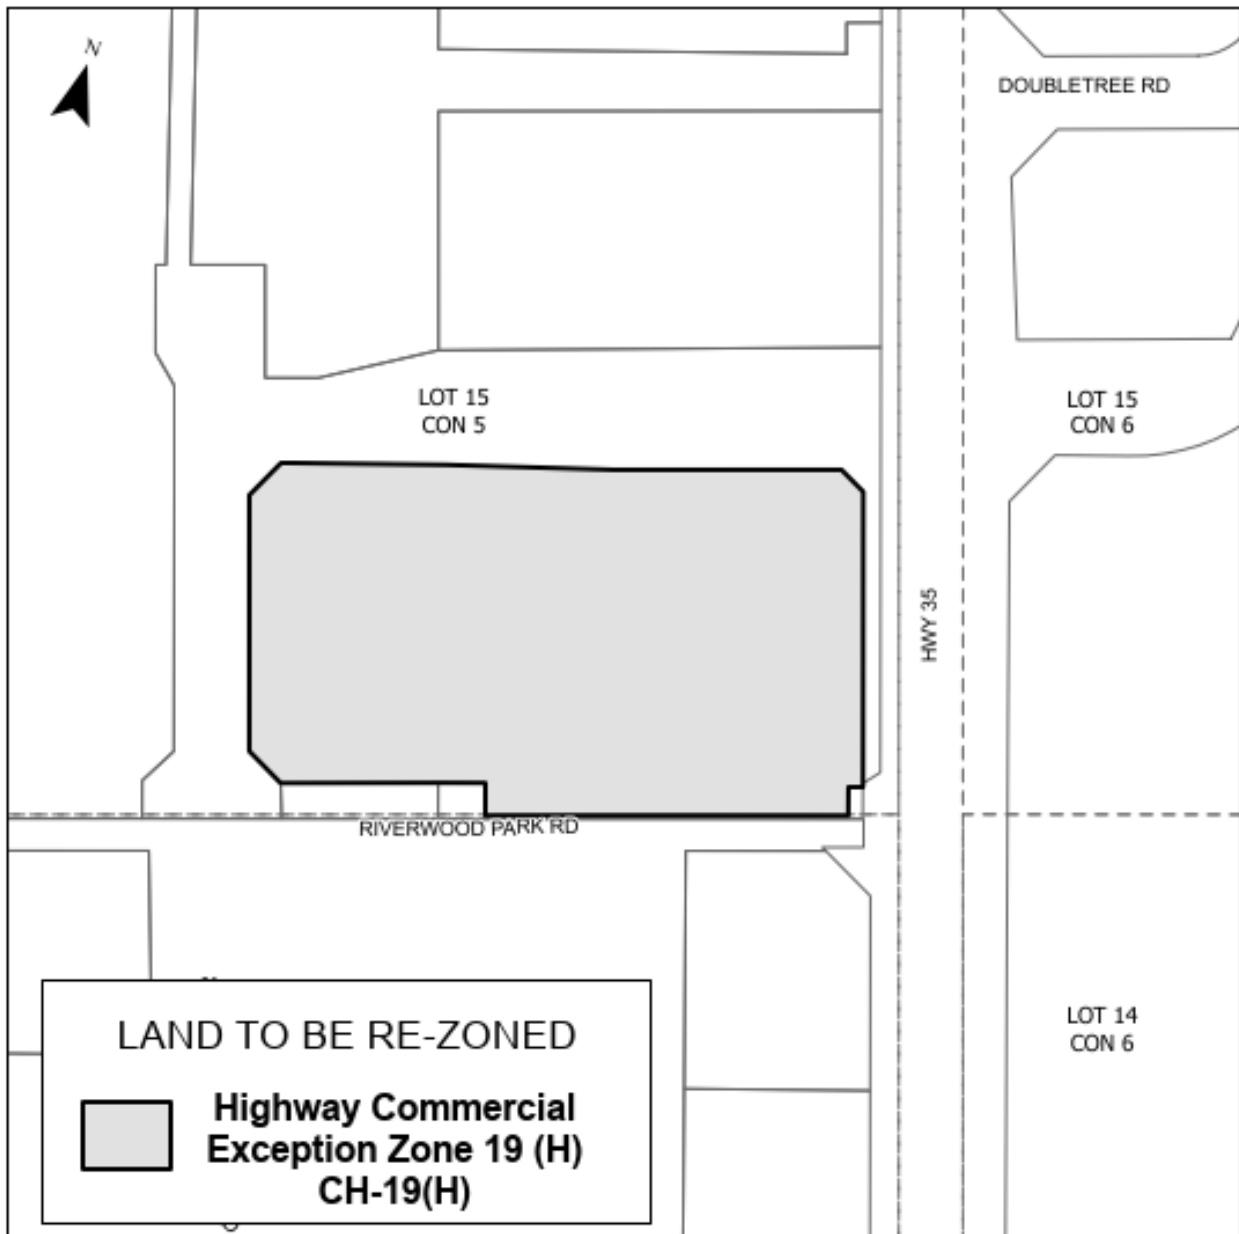 N
DOUBLETREE RD
LOT 15
CON 5
LOT 15
CON 6
HWY 35
RIVERWOOD PARK RD
LOT 14
CON 6
LAND TO BE RE-ZONED
Highway Commercial
Exception Zone 19 (H)
CH-19(H)